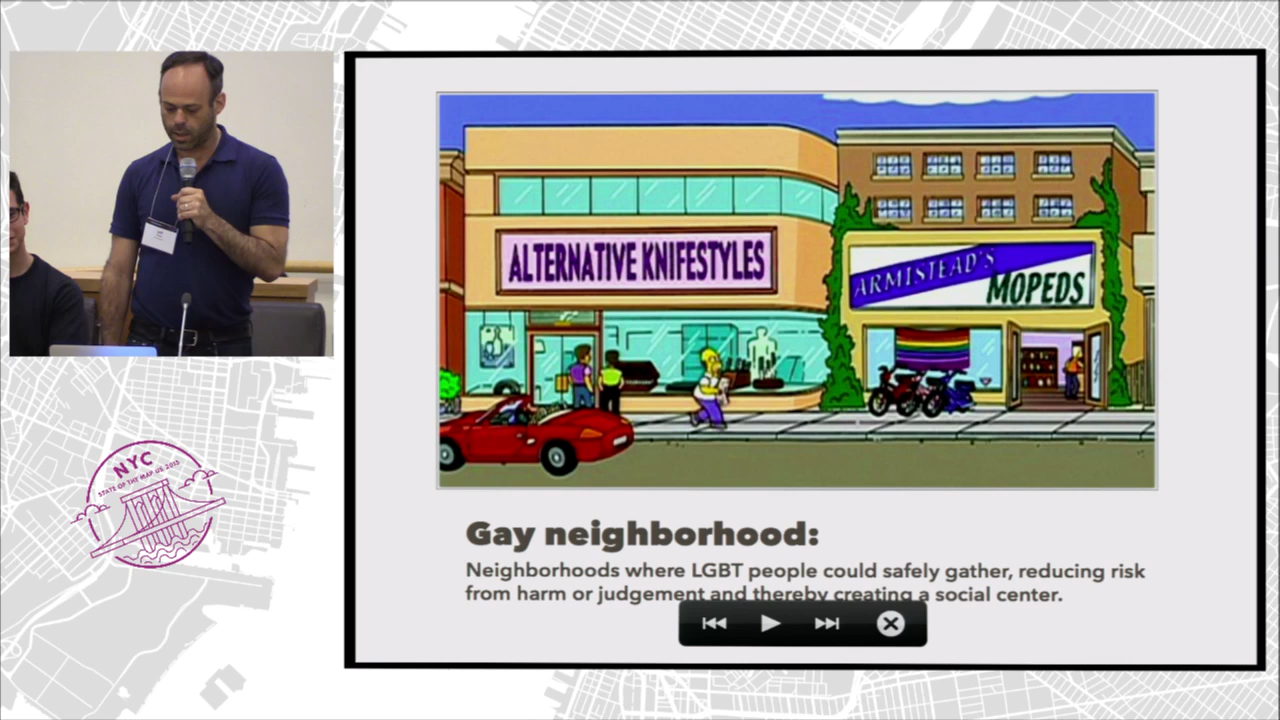 ALTERNATIVE KNIFESTYLES
ARMISTEAD'S
MOPEDS
Gay neighborhood:
Neighborhoods where LGBT people could safely gather, reducing risk
from harm or judgement and thereby creating a social center.
NYC
STATE OF THE MAP US 2015